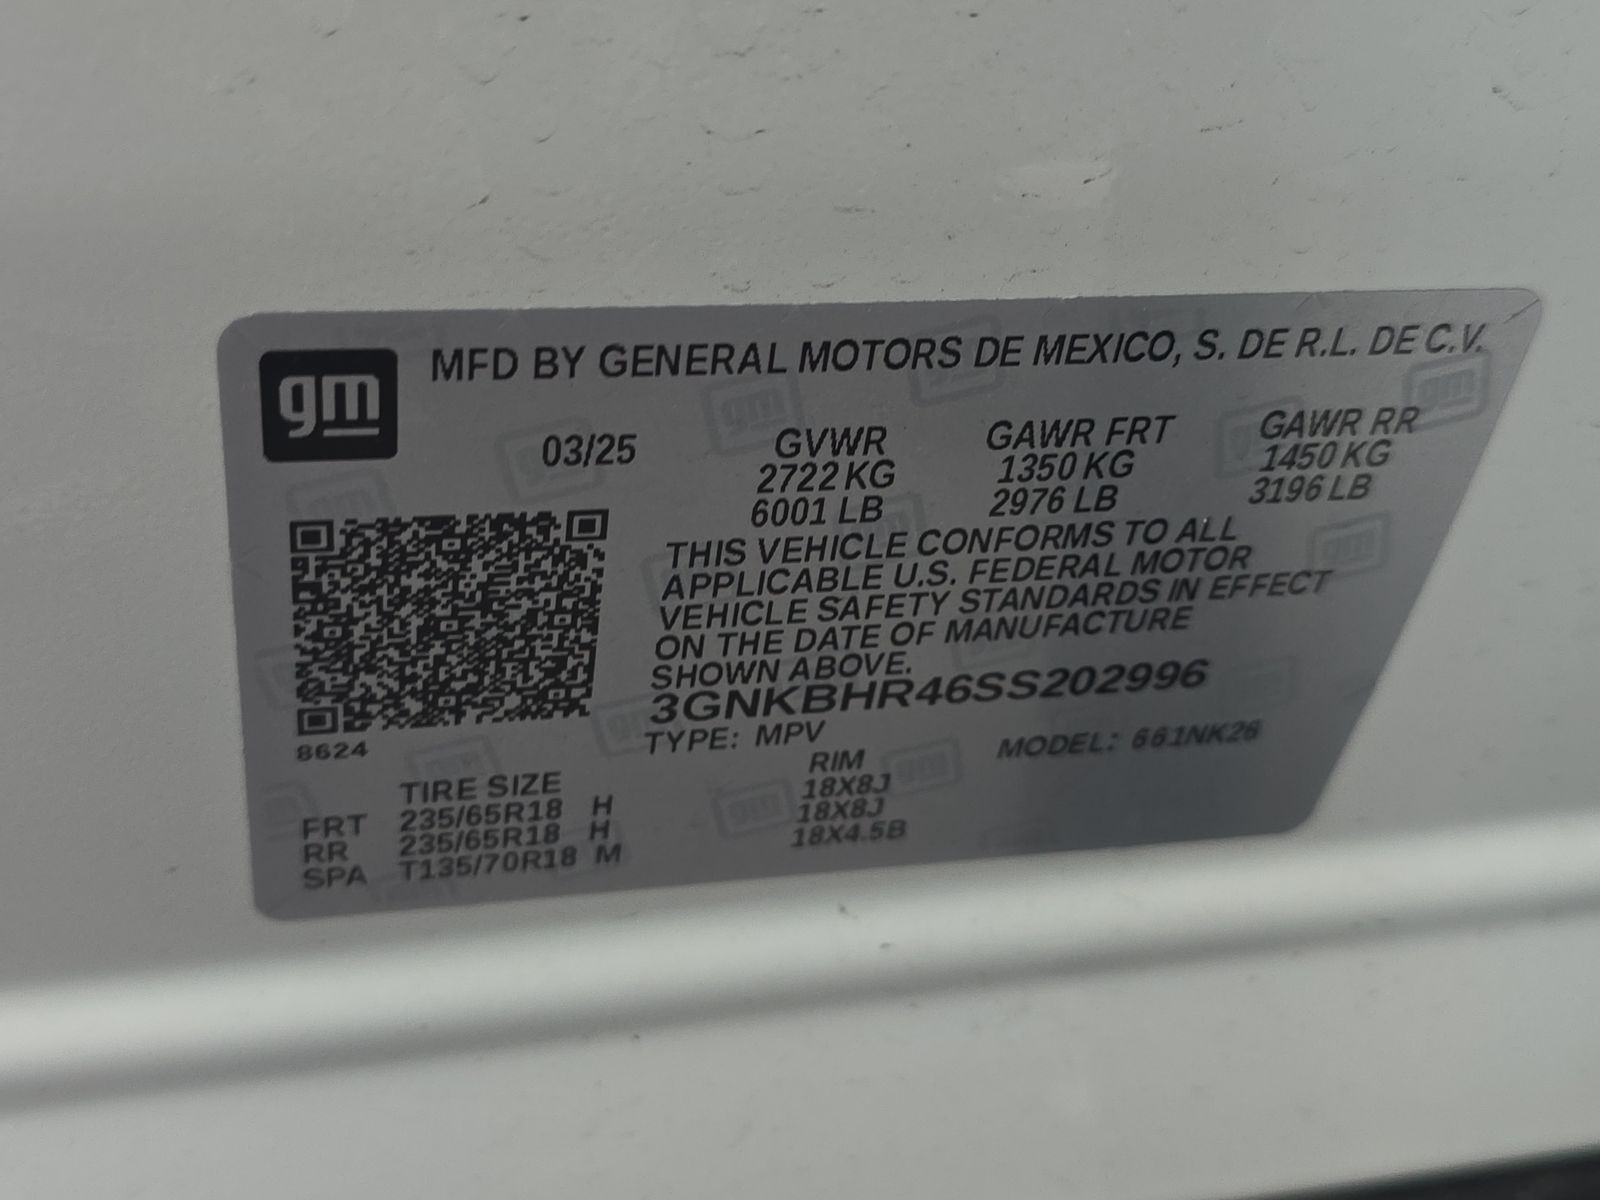 gm
MFD BY GENERAL MOTORS DE MEXICO, S. DE R.L. DE C.V.
03/25 GVWR GAWR FRT GAWR RR
2722 KG 1350 KG 1450 KG
6001 LB 2976 LB 3196 LB
THIS VEHICLE CONFORMS TO ALL
APPLICABLE U.S. FEDERAL MOTOR
VEHICLE SAFETY STANDARDS IN EFFECT
ON THE DATE OF MANUFACTURE
SHOWN ABOVE.
3GNKBHR46SS202996
8624
TYPE: MPV MODEL: 661NK26
TIRE SIZE RIM
FRT 235/65R18 H 18X8J
RR 235/65R18 H 18X8J
SPA T135/70R18 M 18X4.5B